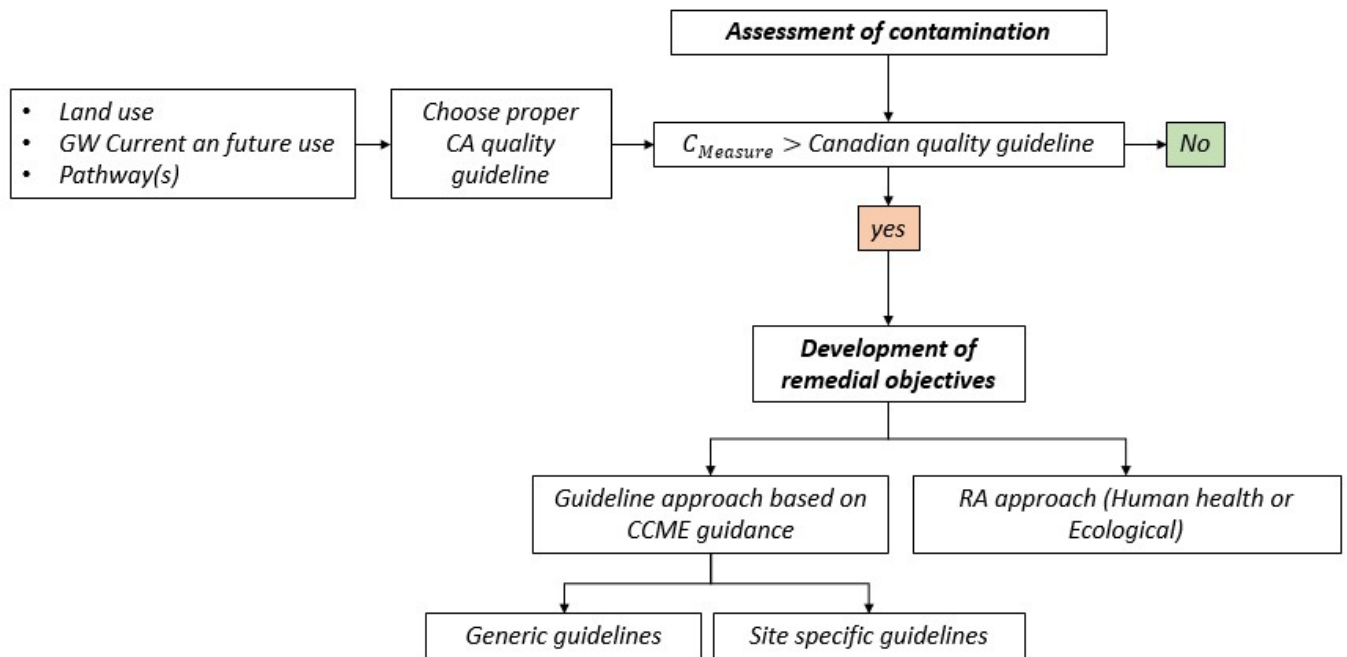 Assessment of contamination
• Land use
• GW Current an future use
• Pathway(s)
Choose proper
CA quality
guideline
C_Measure > Canadian quality guideline
No
yes
Development of
remedial objectives
Guideline approach based on
CCME guidance
RA approach (Human health or
Ecological)
Generic guidelines
Site specific guidelines